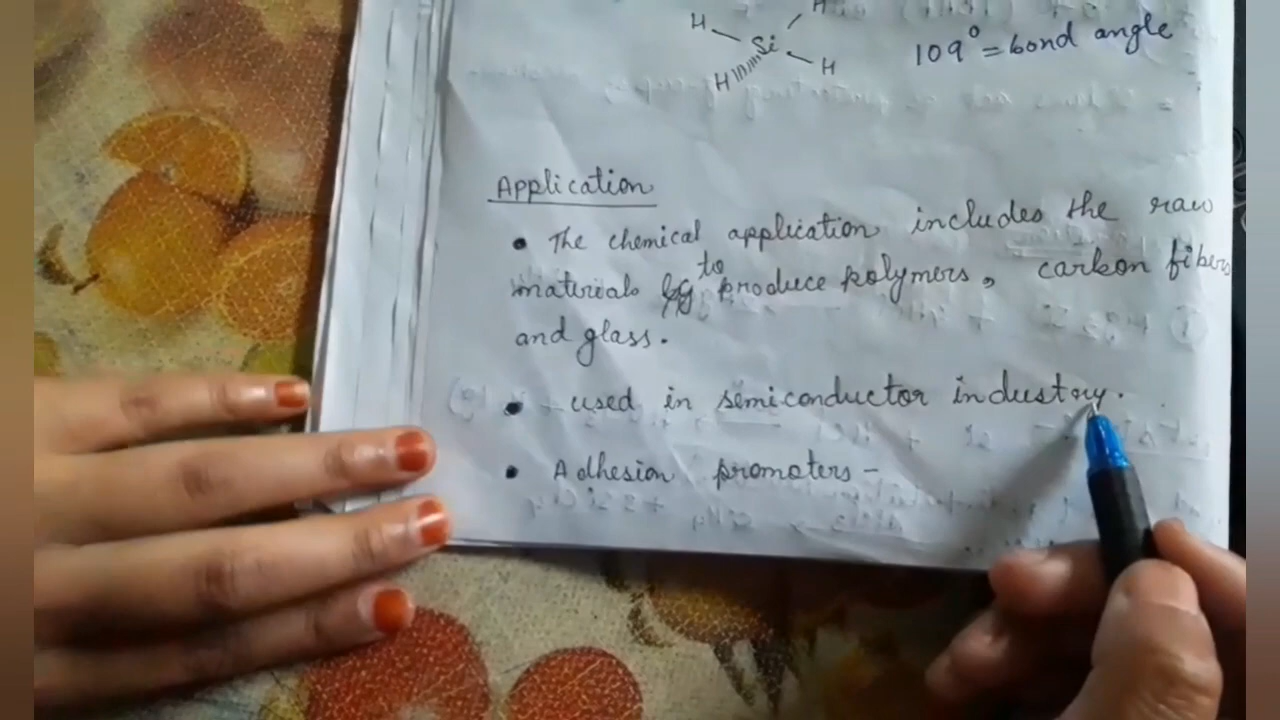 H
H
Si
109° = bond angle
H
H
Application
• The chemical application includes the raw
materials to produce polymers, carbon fibers
and glass.
• used in semiconductor industry.
• Adhesion promoters -